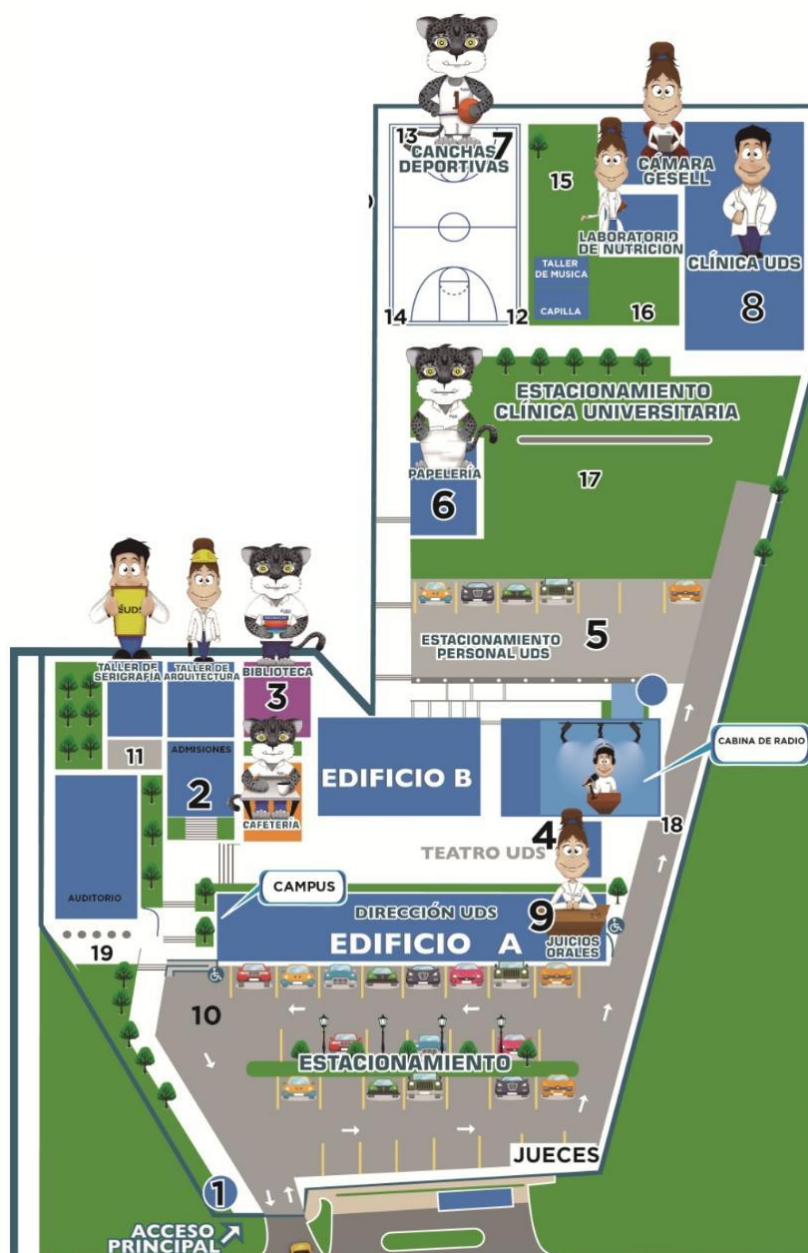 13
7
CANCHAS
DEPORTIVAS
1
CÁMARA
GESELL
15
LABORATORIO
DE NUTRICIÓN
CLÍNICA UDS
TALLER
DE MUSICA
CAPILLA
8
14
12
16
ESTACIONAMIENTO
CLÍNICA UNIVERSITARIA
PAPELERÍA
6
17
UDS
ESTACIONAMIENTO
PERSONAL UDS
5
TALLER DE
SERIGRAFÍA
TALLER DE
ARQUITECTURA
BIBLIOTECA
3
11
ADMISIONES
2
CAFETERÍA
EDIFICIO B
CABINA DE RADIO
18
4
TEATRO UDS
AUDITORIO
CAMPUS
DIRECCIÓN UDS
9
EDIFICIO A
JUICIOS
ORALES
19
10
ESTACIONAMIENTO
JUECES
1
ACCESO
PRINCIPAL